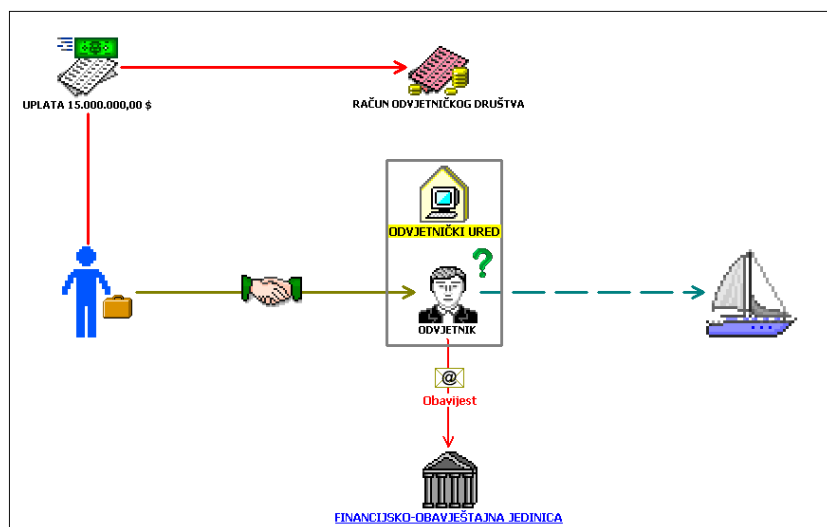 UPLATA 15.000.000,00 $
RAČUN ODVJETNIČKOG DRUŠTVA
ODVJETNIČKI URED
?
ODVJETNIK
@
Obavijest
FINANCIJSKO-OBAVJEŠTAJNA JEDINICA